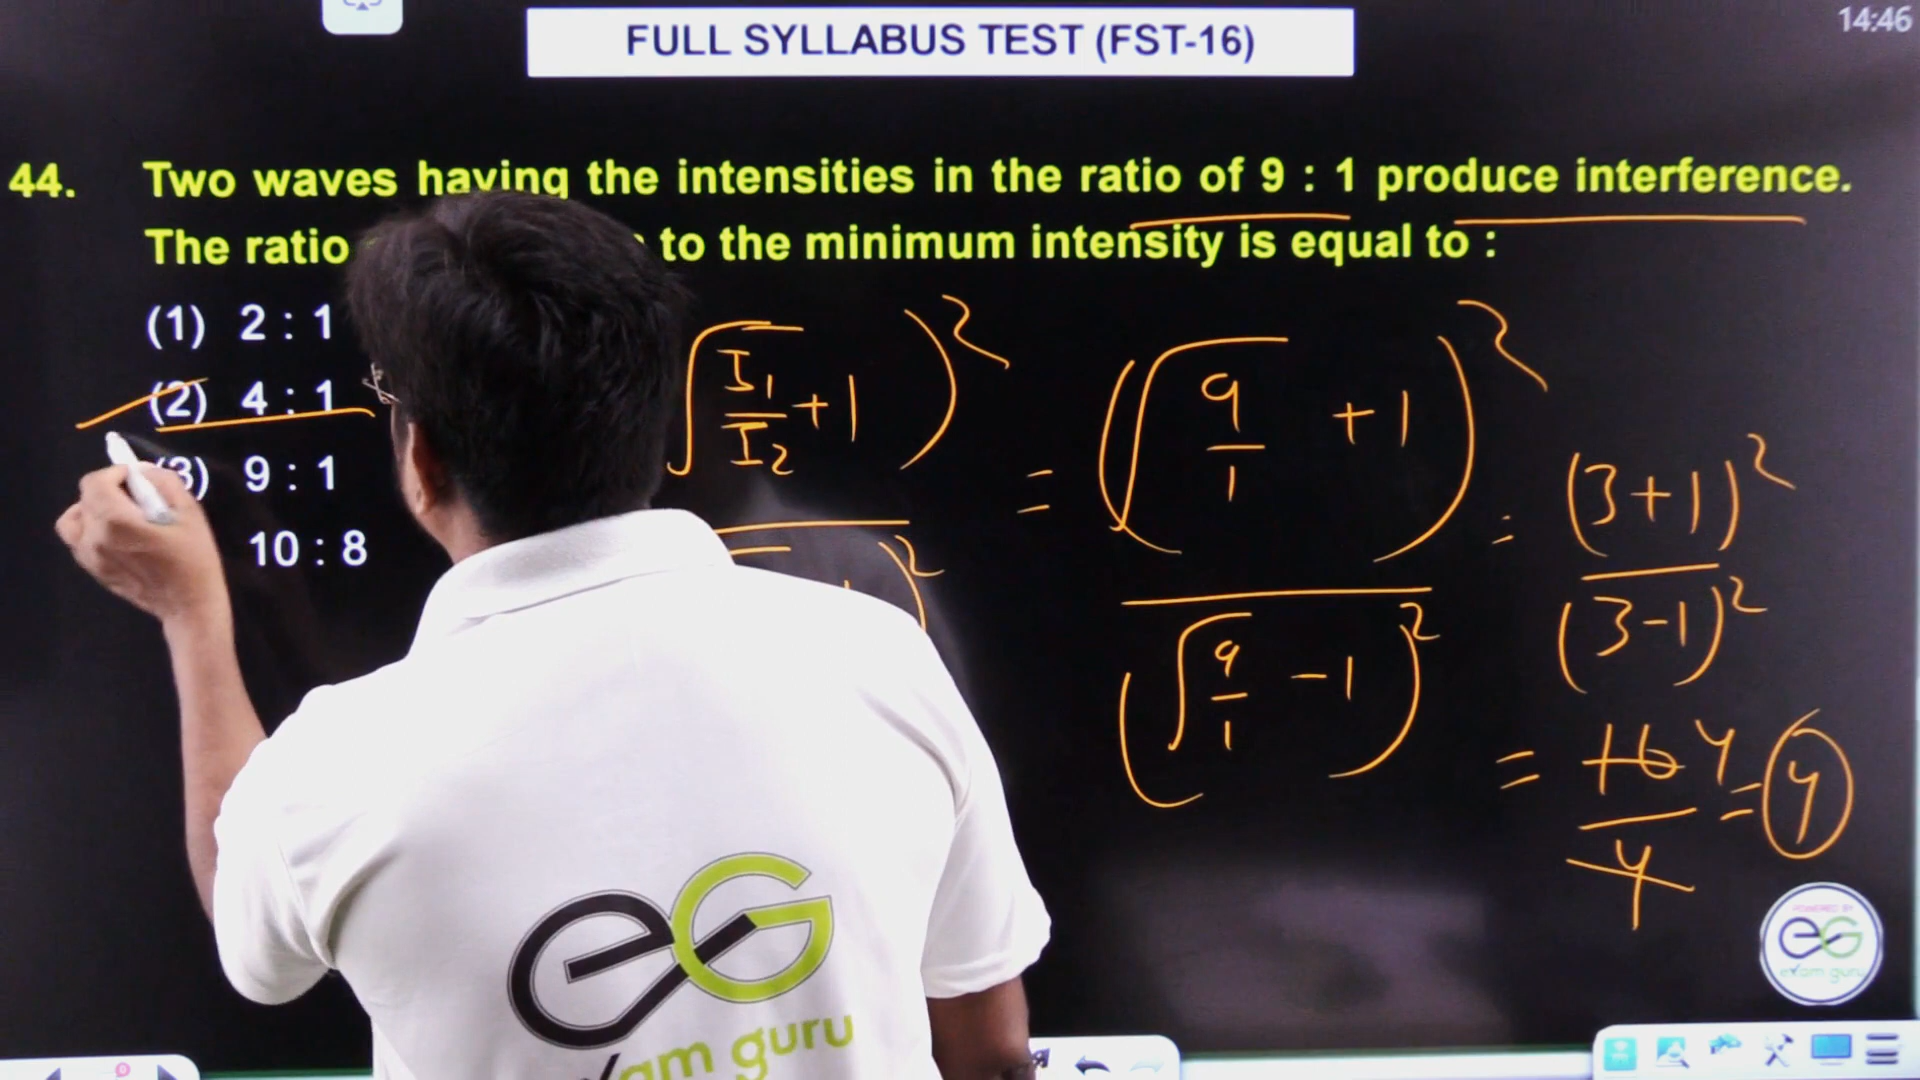 14:46
FULL SYLLABUS TEST (FST-16)
44. Two waves having the intensities in the ratio of 9 : 1 produce interference.
The ratio to the minimum intensity is equal to :
(1) 2 : 1
(2) 4 : 1
(3) 9 : 1
10 : 8
√(I₁/I₂) + 1)²
= (√(9/1) + 1)²
(√(9/1) - 1)²
= (3+1)²
(3-1)²
= 16 4
4
= 4
POWERED BY
eG
exam guru
eG
exam guru